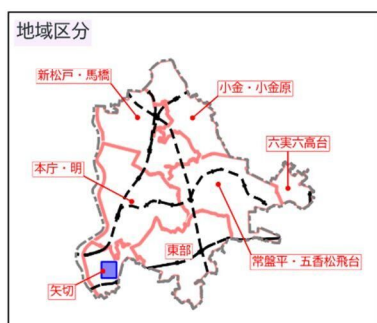 地域区分
新松戸・馬橋
小金・小金原
六実六高台
本庁・明
東部
常盤平・五香松飛台
矢切